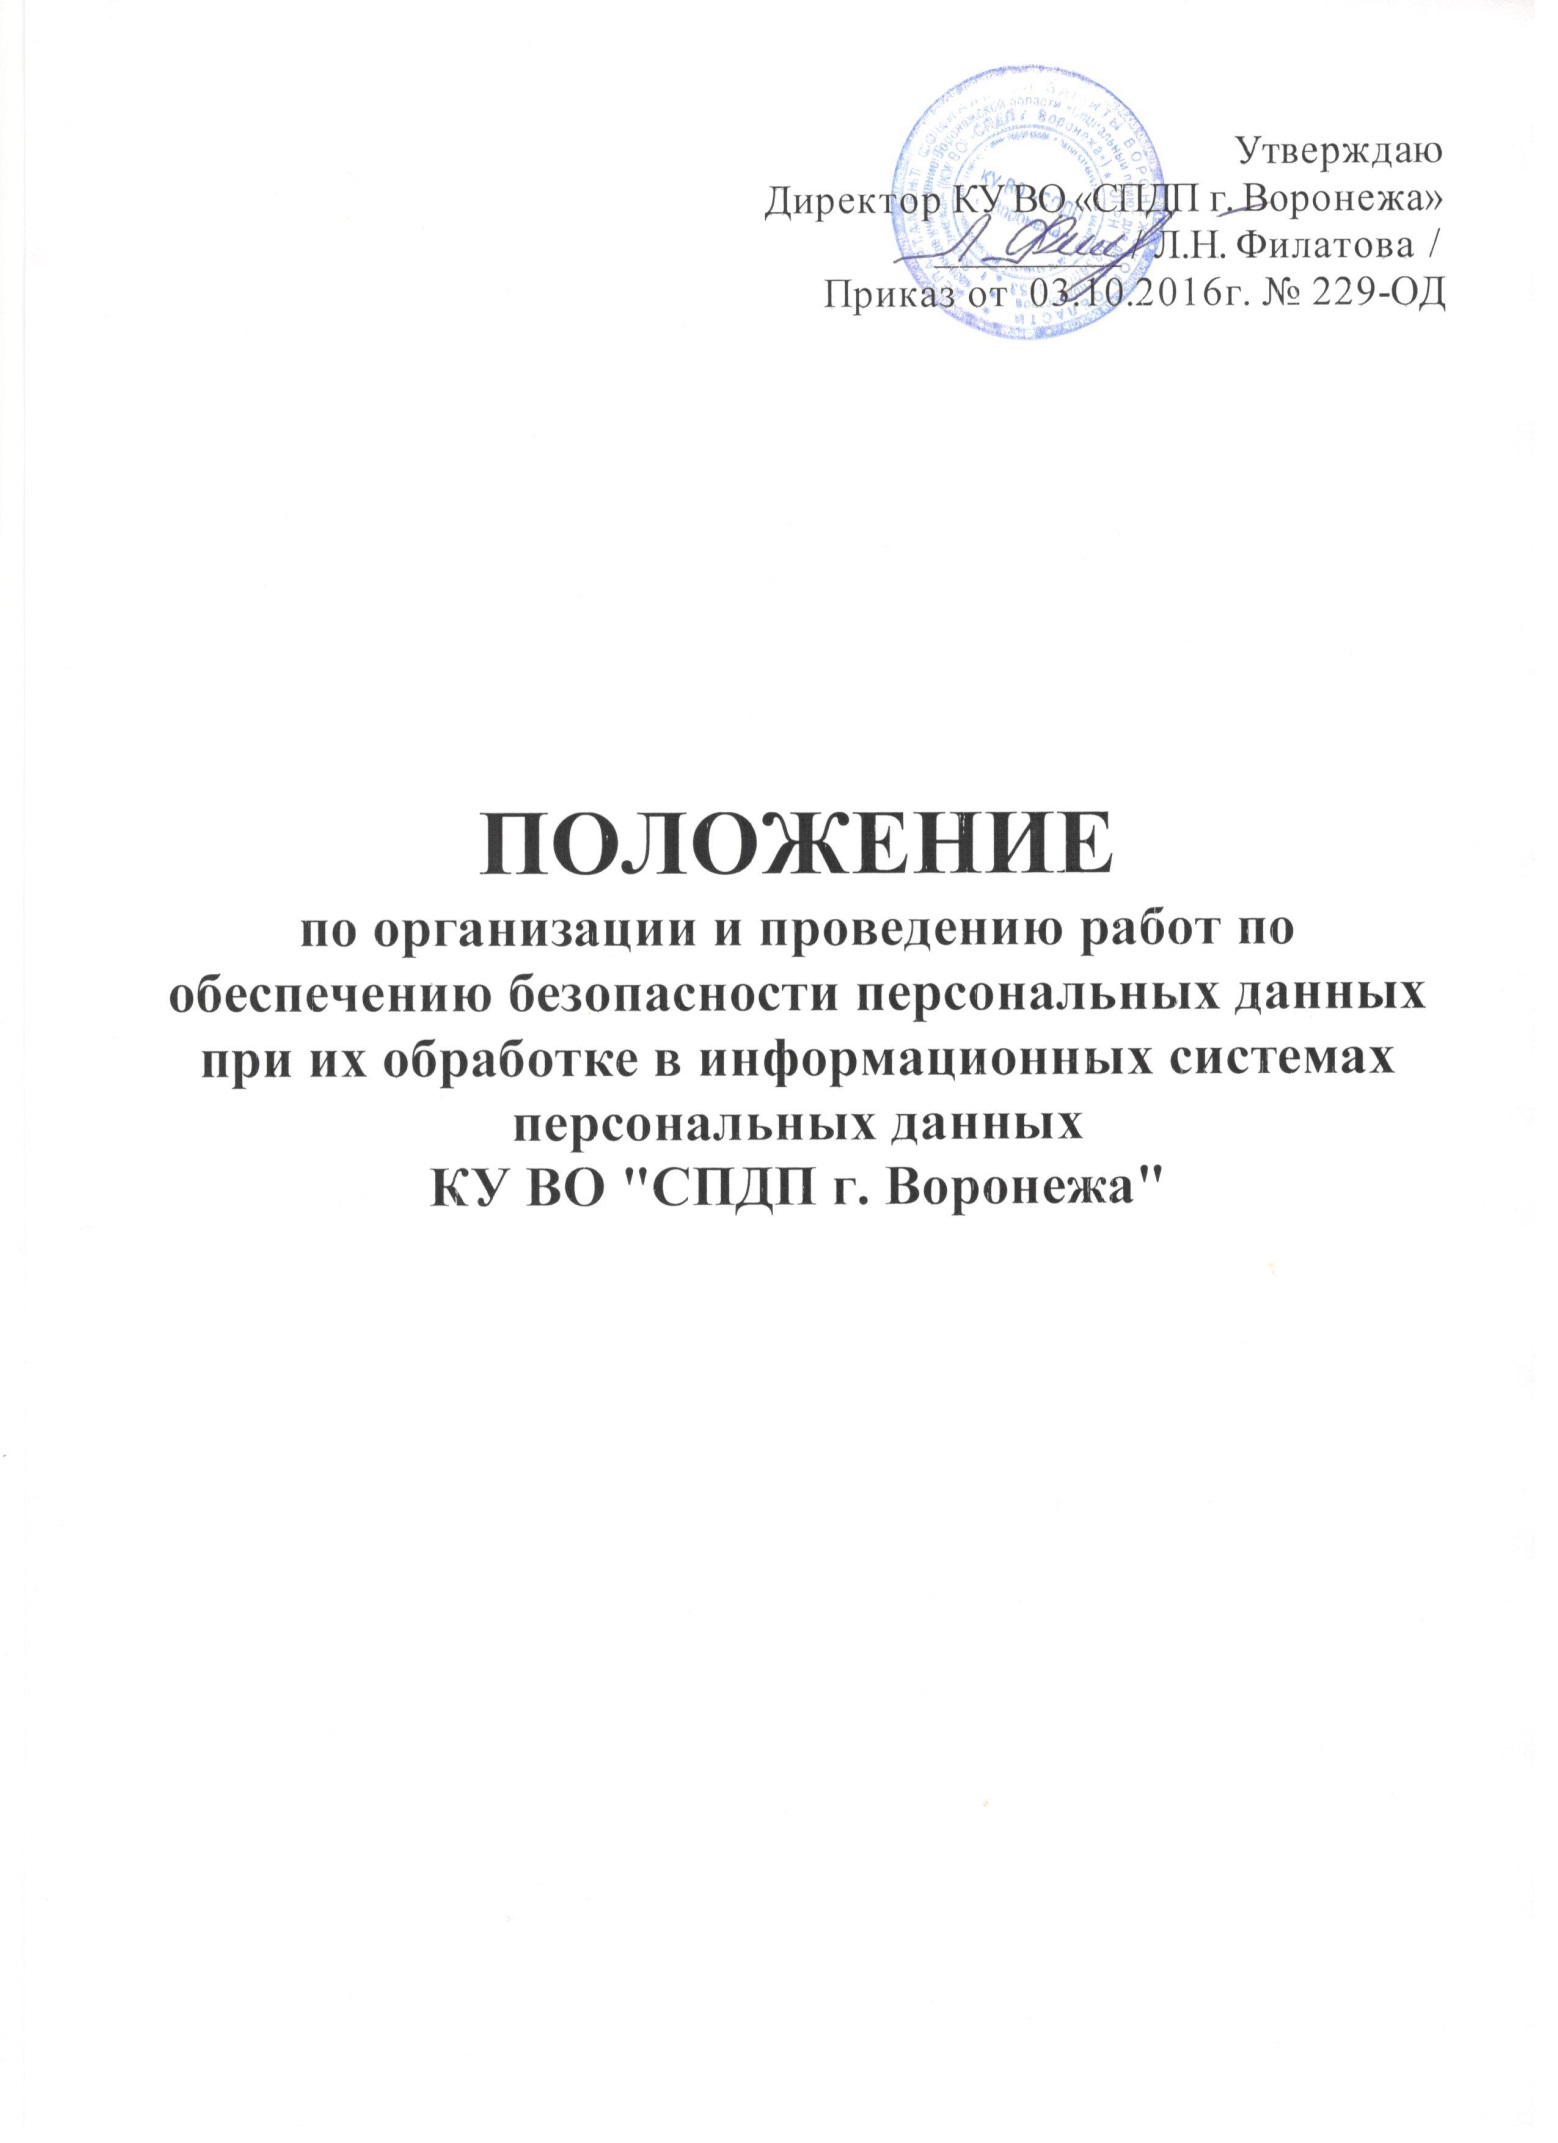 Утверждаю
Директор КУ ВО «СПДП г. Воронежа»
/ Л.Н. Филатова /
Приказ от 03.10.2016г. № 229-ОД
ПОЛОЖЕНИЕ
по организации и проведению работ по
обеспечению безопасности персональных данных
при их обработке в информационных системах
персональных данных
КУ ВО "СПДП г. Воронежа"